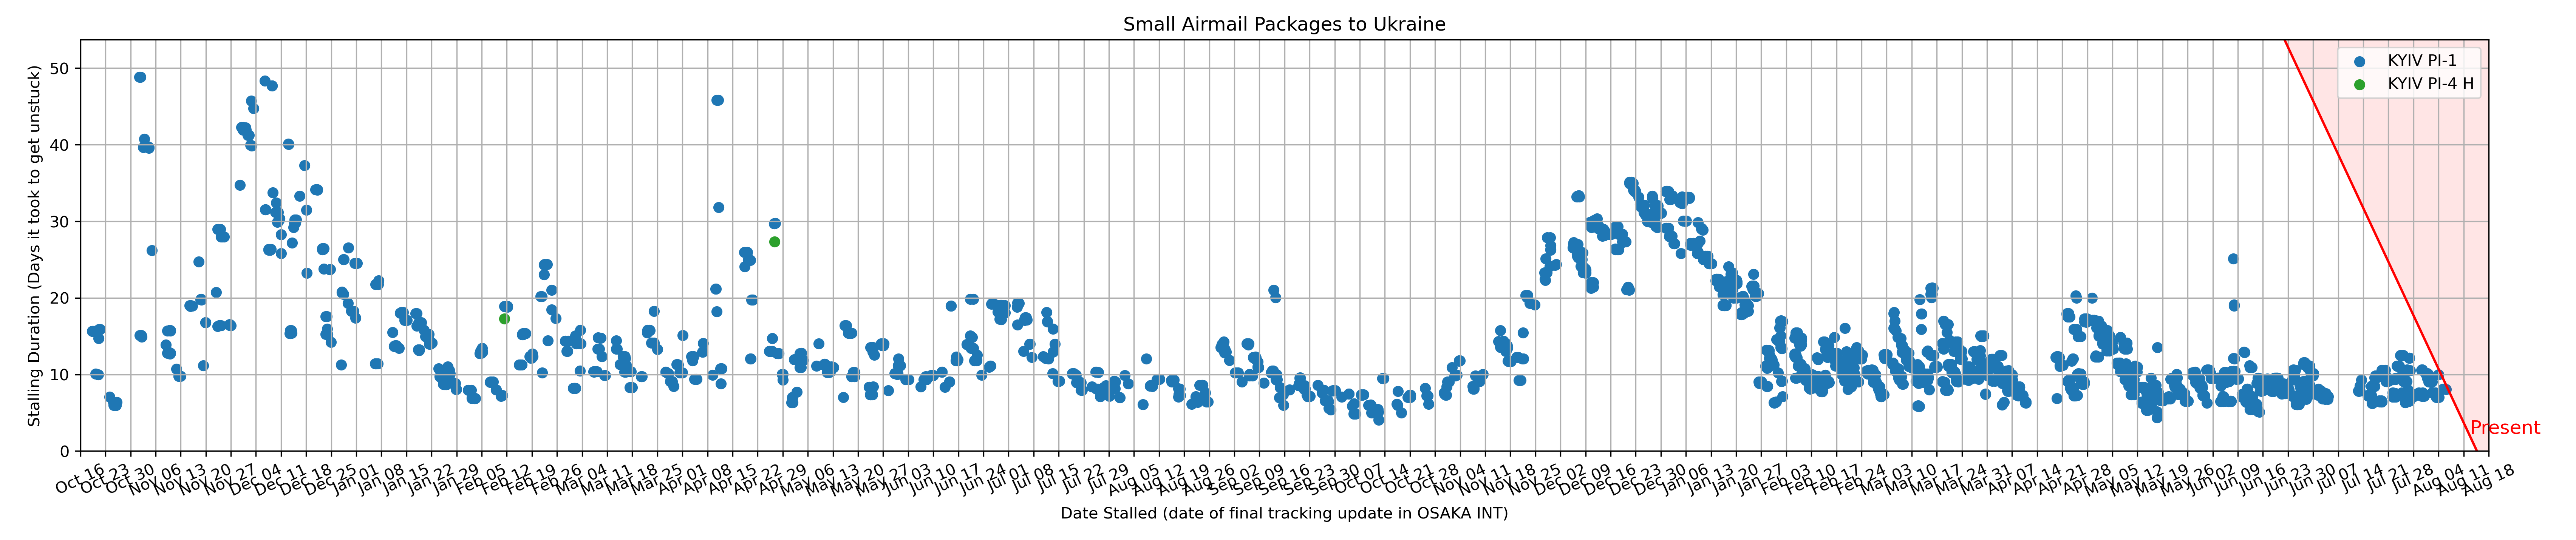 Small Airmail Packages to Ukraine
Stalling Duration (Days it took to get unstuck)
50
40
30
20
10
0
KYIV PI-1
KYIV PI-4 H
Present
Oct 16
Oct 23
Oct 30
Nov 06
Nov 13
Nov 20
Nov 27
Dec 04
Dec 11
Dec 18
Dec 25
Jan 01
Jan 08
Jan 15
Jan 22
Jan 29
Feb 05
Feb 12
Feb 19
Feb 26
Mar 04
Mar 11
Mar 18
Mar 25
Apr 01
Apr 08
Apr 15
Apr 22
Apr 29
May 06
May 13
May 20
May 27
Jun 03
Jun 10
Jun 17
Jun 24
Jul 01
Jul 08
Jul 15
Jul 22
Jul 29
Aug 05
Aug 12
Aug 19
Aug 26
Sep 02
Sep 09
Sep 16
Sep 23
Sep 30
Oct 07
Oct 14
Oct 21
Oct 28
Nov 04
Nov 11
Nov 18
Nov 25
Dec 02
Dec 09
Dec 16
Dec 23
Dec 30
Jan 06
Jan 13
Jan 20
Jan 27
Feb 03
Feb 10
Feb 17
Feb 24
Mar 03
Mar 10
Mar 17
Mar 24
Mar 31
Apr 07
Apr 14
Apr 21
Apr 28
May 05
May 12
May 19
May 26
Jun 02
Jun 09
Jun 16
Jun 23
Jun 30
Jul 07
Jul 14
Jul 21
Jul 28
Aug 04
Aug 11
Aug 18
Date Stalled (date of final tracking update in OSAKA INT)